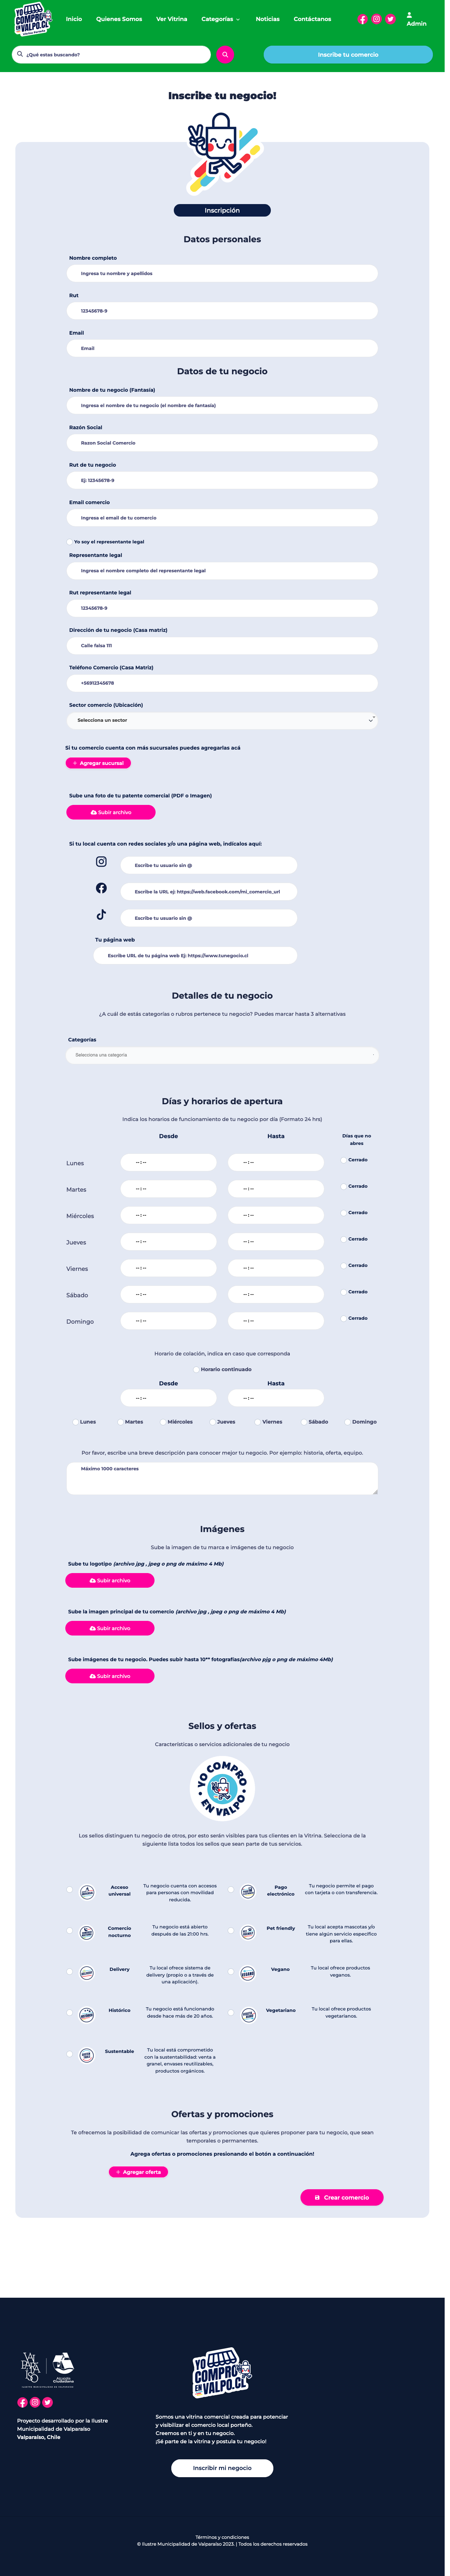 YO
COMPRO
EN VALPO.CL
Inicio
Quienes Somos
Ver Vitrina
Categorías
Noticias
Contáctanos
Admin
¿Qué estas buscando?
Inscribe tu comercio
Inscribe tu negocio!
Inscripción
Datos personales
Nombre completo
Ingresa tu nombre y apellidos
Rut
12345678-9
Email
Email
Datos de tu negocio
Nombre de tu negocio (Fantasía)
Ingresa el nombre de tu negocio (el nombre de fantasía)
Razón Social
Razon Social Comercio
Rut de tu negocio
Ej: 12345678-9
Email comercio
Ingresa el email de tu comercio
Yo soy el representante legal
Representante legal
Ingresa el nombre completo del representante legal
Rut representante legal
12345678-9
Dirección de tu negocio (Casa matriz)
Calle falsa 111
Teléfono Comercio (Casa Matriz)
+56912345678
Sector comercio (Ubicación)
Selecciona un sector
Si tu comercio cuenta con más sucursales puedes agregarlas acá
+ Agregar sucursal
Sube una foto de tu patente comercial (PDF o Imagen)
Subir archivo
Si tu local cuenta con redes sociales y/o una página web, indícalas aquí:
Escribe tu usuario sin @
Escribe la URL ej: https://web.facebook.com/mi_comercio_url
Escribe tu usuario sin @
Tu página web
Escribe URL de tu página web Ej: https://www.tunegocio.cl
Detalles de tu negocio
¿A cuál de estás categorías o rubros pertenece tu negocio? Puedes marcar hasta 3 alternativas
Categorías
Selecciona una categoría
Días y horarios de apertura
Indica los horarios de funcionamiento de tu negocio por día (Formato 24 hrs)
Desde Hasta Días que no
abres
Lunes --:-- --:-- Cerrado
Martes --:-- --:-- Cerrado
Miércoles --:-- --:-- Cerrado
Jueves --:-- --:-- Cerrado
Viernes --:-- --:-- Cerrado
Sábado --:-- --:-- Cerrado
Domingo --:-- --:-- Cerrado
Horario de colación, indica en caso que corresponda
Horario continuado
Desde Hasta
--:-- --:--
Lunes Martes Miércoles Jueves Viernes Sábado Domingo
Por favor, escribe una breve descripción para conocer mejor tu negocio. Por ejemplo: historia, oferta, equipo.
Máximo 1000 caracteres
Imágenes
Sube la imagen de tu marca e imágenes de tu negocio
Sube tu logotipo (archivo jpg , jpeg o png de máximo 4 Mb)
Subir archivo
Sube la imagen principal de tu comercio (archivo jpg , jpeg o png de máximo 4 Mb)
Subir archivo
Sube imágenes de tu negocio. Puedes subir hasta 10** fotografías(archivo pjg o png de máximo 4Mb)
Subir archivo
Sellos y ofertas
Características o servicios adicionales de tu negocio
YO COMPRO
EN VALPO
Los sellos distinguen tu negocio de otros, por esto serán visibles para tus clientes en la Vitrina. Selecciona de la
siguiente lista todos los sellos que sean parte de tus servicios.
Acceso
universal
Tu negocio cuenta con accesos
para personas con movilidad
reducida.
Pago
electrónico
Tu negocio permite el pago
con tarjeta o con transferencia.
Comercio
nocturno
Tu negocio está abierto
después de las 21:00 hrs.
Pet friendly
Tu local acepta mascotas y/o
tiene algún servicio específico
para ellas.
Delivery
Tu local ofrece sistema de
delivery (propio o a través de
una aplicación).
Vegano
Tu local ofrece productos
veganos.
Histórico
Tu negocio está funcionando
desde hace más de 20 años.
Vegetariano
Tu local ofrece productos
vegetarianos.
Sustentable
Tu local está comprometido
con la sustentabilidad: venta a
granel, envases reutilizables,
productos orgánicos.
Ofertas y promociones
Te ofrecemos la posibilidad de comunicar las ofertas y promociones que quieres proponer para tu negocio, que sean
temporales o permanentes.
Agrega ofertas o promociones presionando el botón a continuación!
+ Agregar oferta
Crear comercio
YO
COMPRO
EN VALPO.CL
Proyecto desarrollado por la Ilustre
Municipalidad de Valparaíso
Valparaíso, Chile
Somos una vitrina comercial creada para potenciar
y visibilizar el comercio local porteño.
Creemos en ti y en tu negocio.
¡Sé parte de la vitrina y postula tu negocio!
Inscribir mi negocio
Términos y condiciones
© Ilustre Municipalidad de Valparaíso 2023. | Todos los derechos reservados